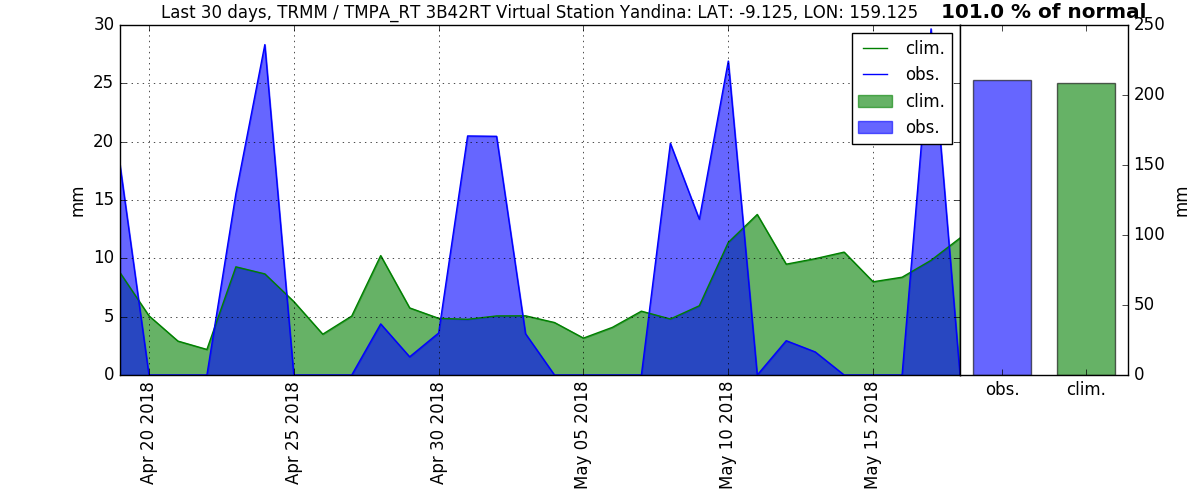 Last 30 days, TRMM / TMPA_RT 3B42RT Virtual Station Yandina: LAT: -9.125, LON: 159.125
101.0 % of normal
30
25
20
15
10
5
0
mm
clim.
obs.
clim.
obs.
250
200
150
100
50
0
mm
obs.
clim.
Apr 20 2018
Apr 25 2018
Apr 30 2018
May 05 2018
May 10 2018
May 15 2018